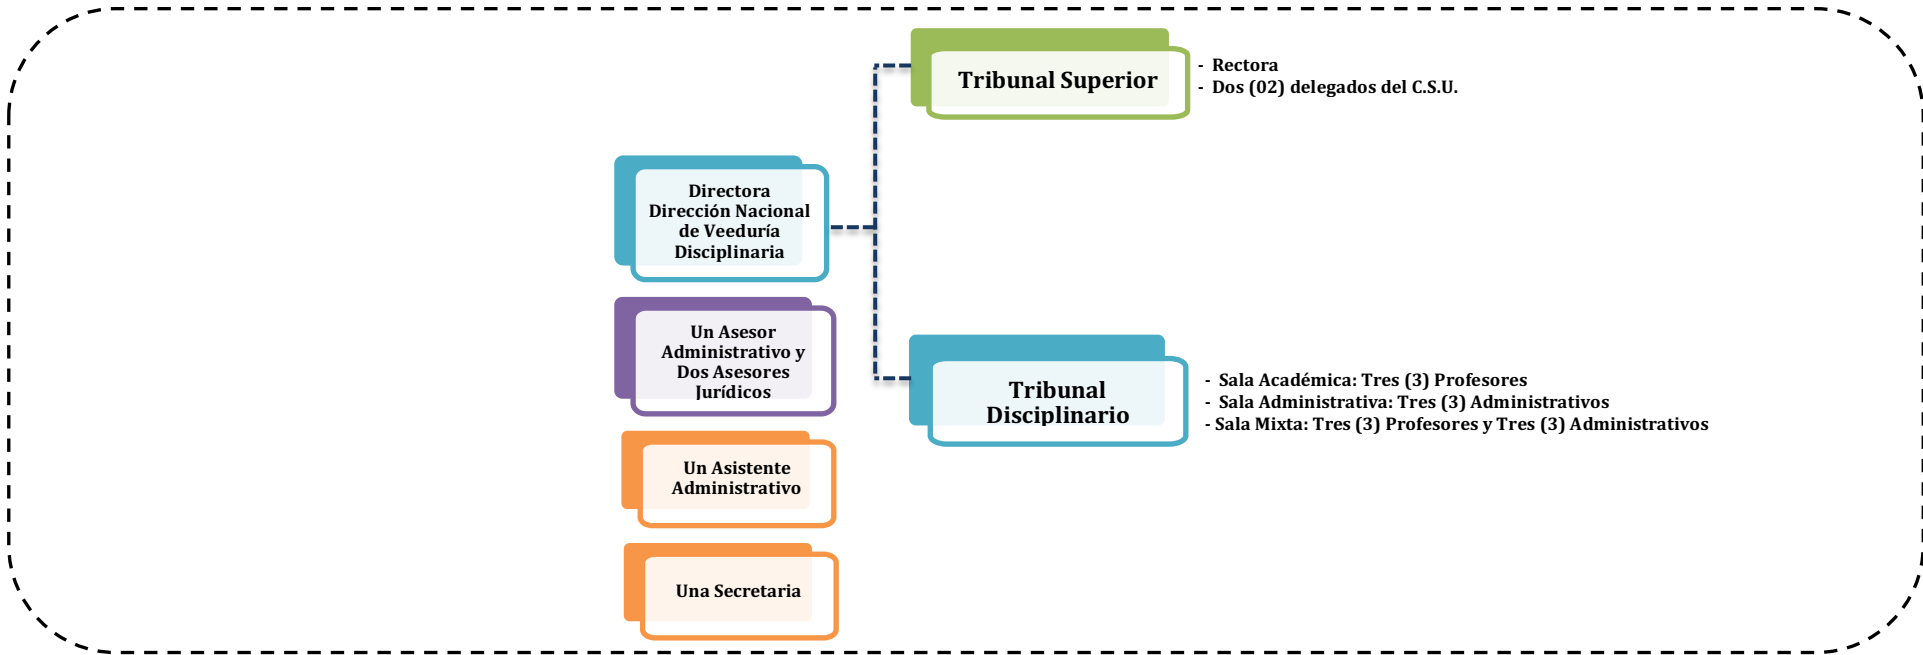 Tribunal Superior
- Rectora
- Dos (02) delegados del C.S.U.
Directora
Dirección Nacional
de Veeduría
Disciplinaria
Un Asesor
Administrativo y
Dos Asesores
Jurídicos
Tribunal
Disciplinario
- Sala Académica: Tres (3) Profesores
- Sala Administrativa: Tres (3) Administrativos
- Sala Mixta: Tres (3) Profesores y Tres (3) Administrativos
Un Asistente
Administrativo
Una Secretaria